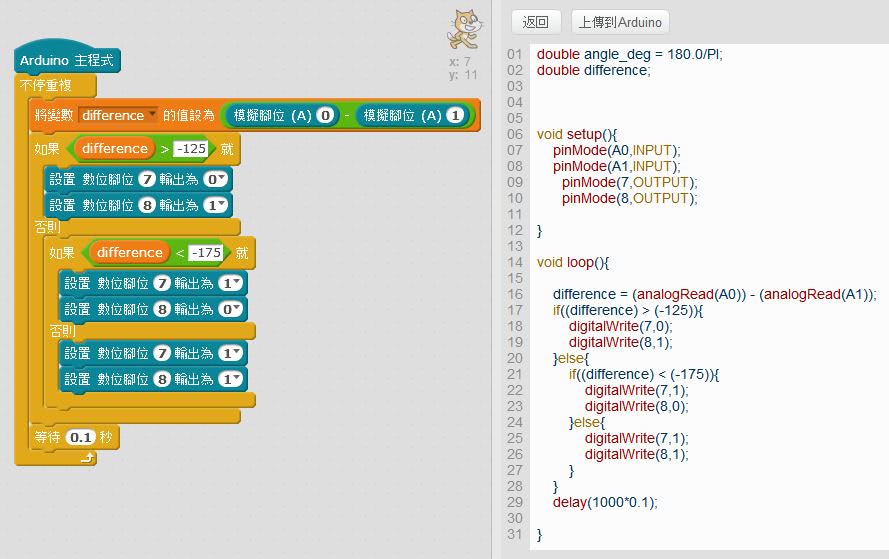 x: 7
y: 11
Arduino 主程式
不停重複
將變數 difference 的值設為 類比腳位 (A) 0 - 類比腳位 (A) 1
如果 difference > -125 就
設置 數位腳位 7 輸出為 0
設置 數位腳位 8 輸出為 1
否則
如果 difference < -175 就
設置 數位腳位 7 輸出為 1
設置 數位腳位 8 輸出為 0
否則
設置 數位腳位 7 輸出為 1
設置 數位腳位 8 輸出為 1
等待 0.1 秒
返回 上傳到Arduino
01 double angle_deg = 180.0/PI;
02 double difference;
03
04
05
06 void setup(){
07 pinMode(A0,INPUT);
08 pinMode(A1,INPUT);
09 pinMode(7,OUTPUT);
10 pinMode(8,OUTPUT);
11
12 }
13
14 void loop(){
15
16 difference = (analogRead(A0)) - (analogRead(A1));
17 if((difference) > (-125)){
18 digitalWrite(7,0);
19 digitalWrite(8,1);
20 }else{
21 if((difference) < (-175)){
22 digitalWrite(7,1);
23 digitalWrite(8,0);
24 }else{
25 digitalWrite(7,1);
26 digitalWrite(8,1);
27 }
28 }
29 delay(1000*0.1);
30
31 }